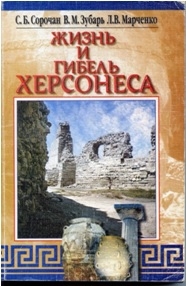 С. Б. Сорочан В. М. Зубарь Л. В. Марченко
ЖИЗНЬ
И
ГИБЕЛЬ
ХЕРСОНЕСА